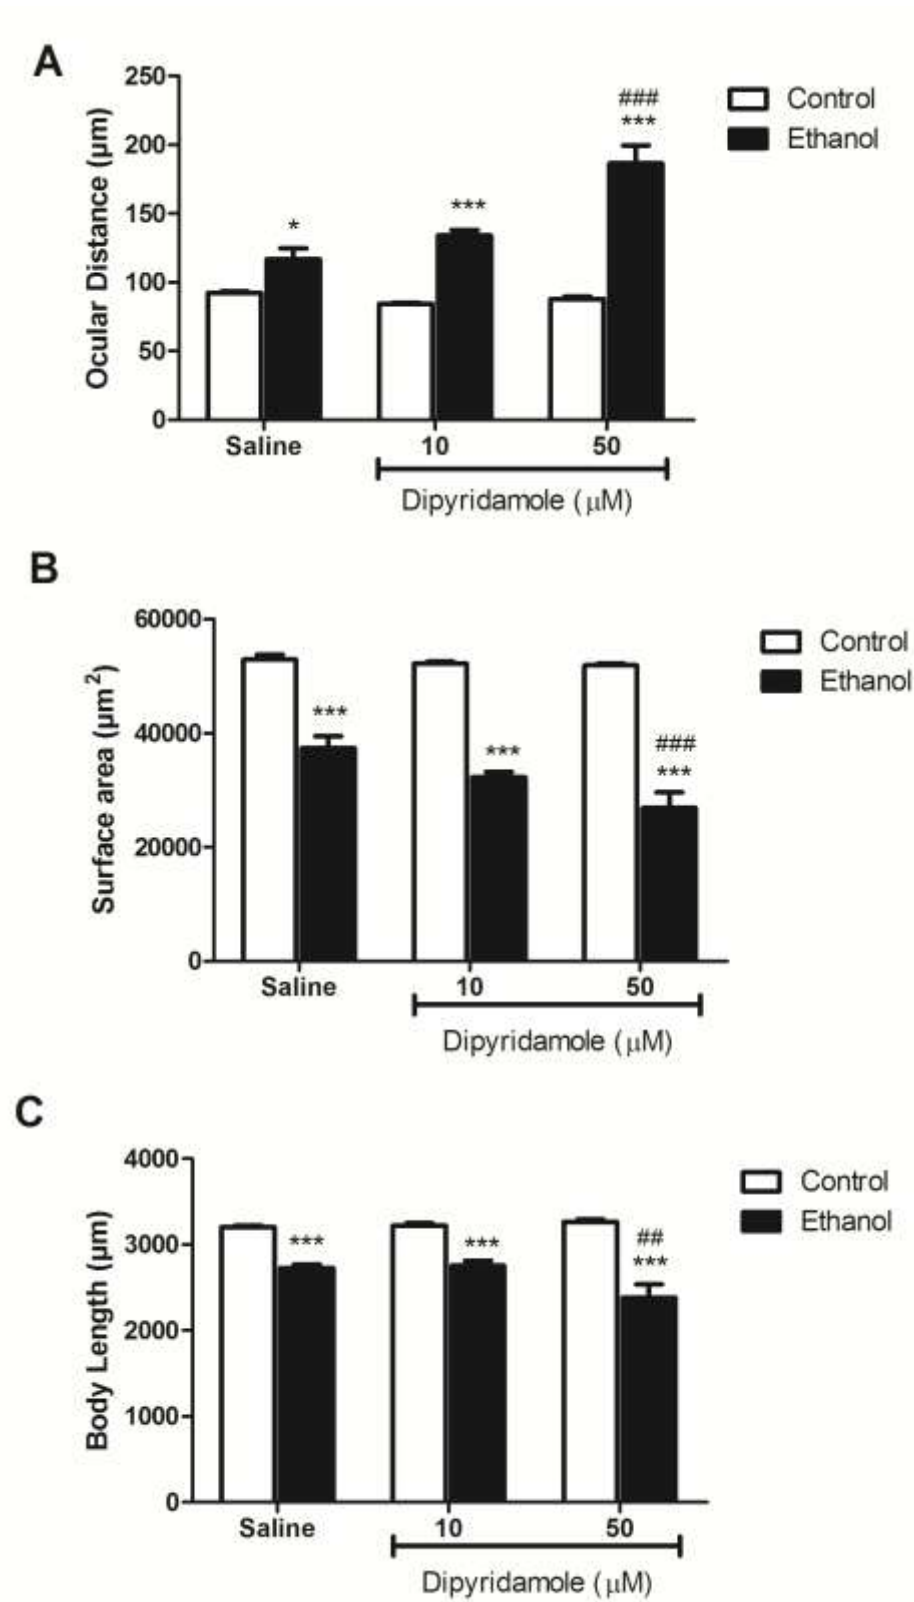 A
250
200
150
100
50
0
Ocular Distance (µm)
*
***
###
***
Control
Ethanol
Saline 10 50
Dipyridamole (µM)
B
60000
40000
20000
0
Surface area (µm²)
***
***
###
***
Control
Ethanol
Saline 10 50
Dipyridamole (µM)
C
4000
3000
2000
1000
0
Body Length (µm)
***
***
##
***
Control
Ethanol
Saline 10 50
Dipyridamole (µM)